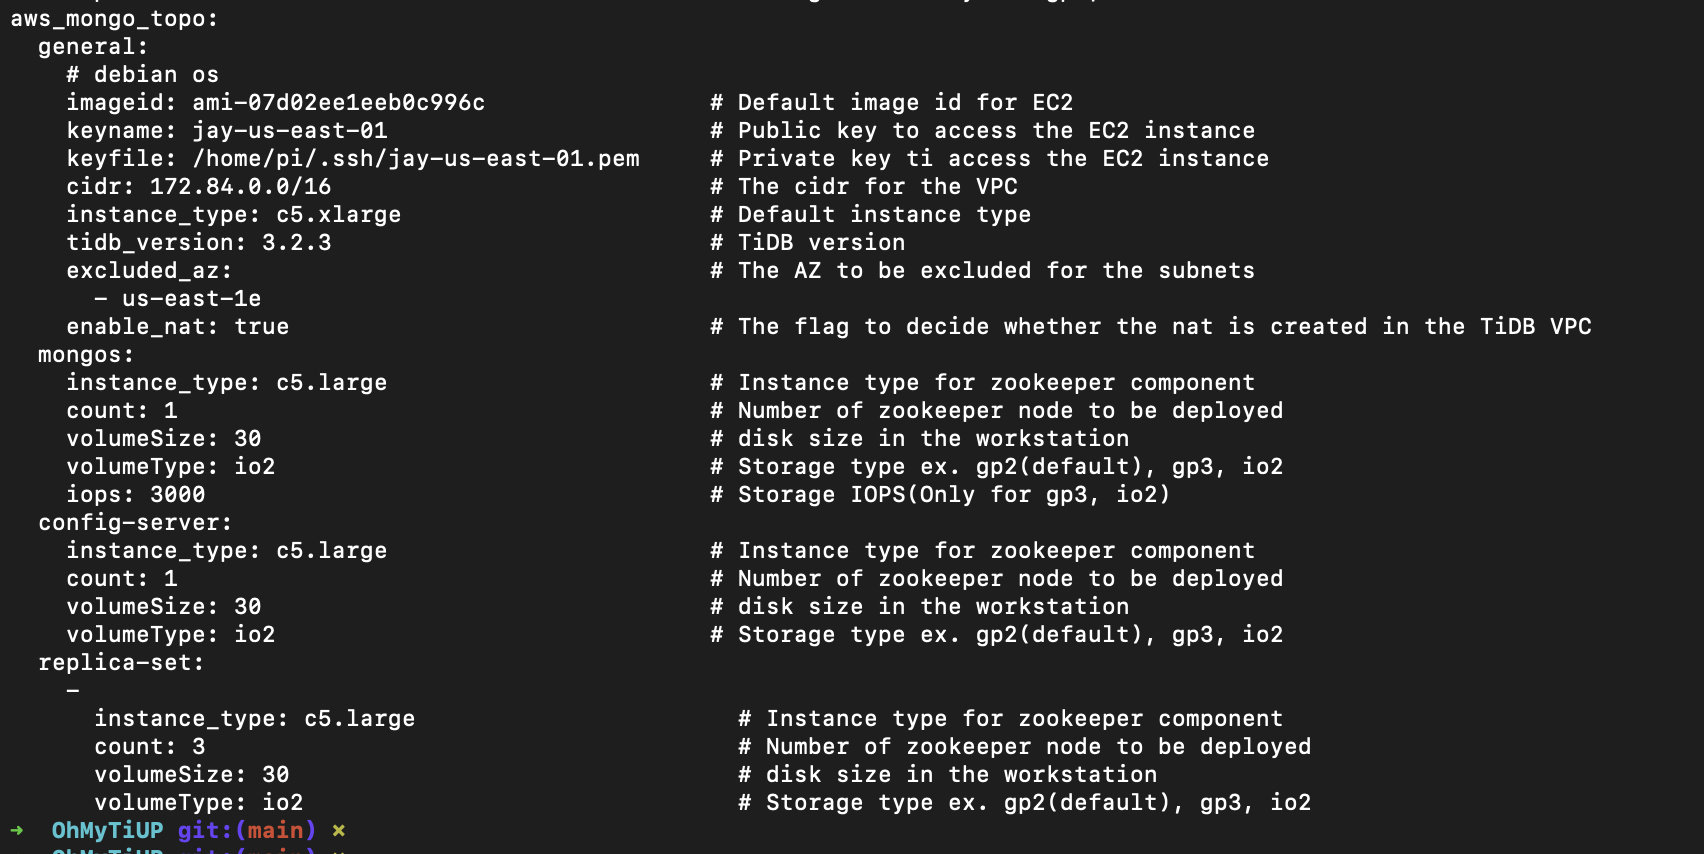 aws_mongo_topo:
  general:
    # debian os
    imageid: ami-07d02ee1eeb0c996c                # Default image id for EC2
    keyname: jay-us-east-01                       # Public key to access the EC2 instance
    keyfile: /home/pi/.ssh/jay-us-east-01.pem     # Private key ti access the EC2 instance
    cidr: 172.84.0.0/16                           # The cidr for the VPC
    instance_type: c5.xlarge                      # Default instance type
    tidb_version: 3.2.3                           # TiDB version
    excluded_az:                                  # The AZ to be excluded for the subnets
      - us-east-1e
    enable_nat: true                              # The flag to decide whether the nat is created in the TiDB VPC
  mongos:
    instance_type: c5.large                       # Instance type for zookeeper component
    count: 1                                      # Number of zookeeper node to be deployed
    volumeSize: 30                                # disk size in the workstation
    volumeType: io2                               # Storage type ex. gp2(default), gp3, io2
    iops: 3000                                    # Storage IOPS(Only for gp3, io2)
  config-server:
    instance_type: c5.large                       # Instance type for zookeeper component
    count: 1                                      # Number of zookeeper node to be deployed
    volumeSize: 30                                # disk size in the workstation
    volumeType: io2                               # Storage type ex. gp2(default), gp3, io2
  replica-set:
    -
      instance_type: c5.large                       # Instance type for zookeeper component
      count: 3                                      # Number of zookeeper node to be deployed
      volumeSize: 30                                # disk size in the workstation
      volumeType: io2                               # Storage type ex. gp2(default), gp3, io2
➜  OhMyTiUP git:(main) ×